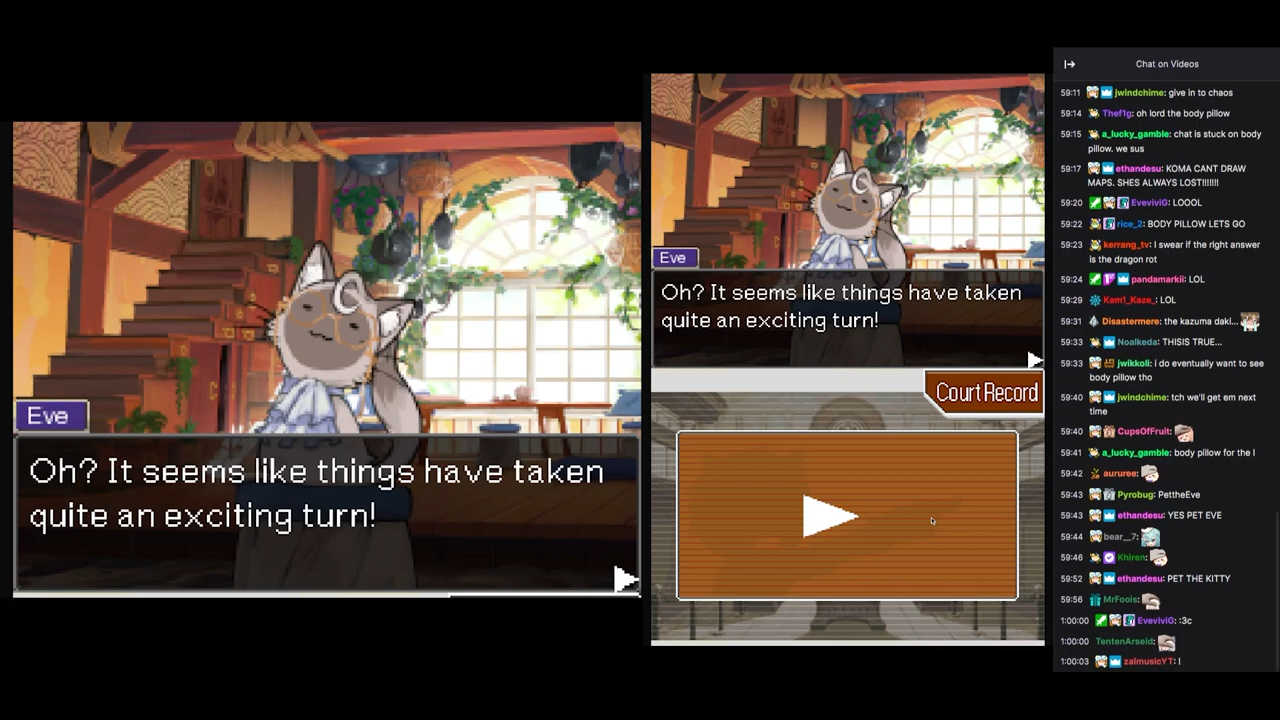 Eve
Oh? It seems like things have taken
quite an exciting turn!
Eve
Oh? It seems like things have taken
quite an exciting turn!
Court Record
Chat on Videos
59:11 jwindchime: give in to chaos
59:14 Thef1g: oh lord the body pillow
59:15 a_lucky_gamble: chat is stuck on body
pillow. we sus
59:17 ethandesu: KOMA CANT DRAW
MAPS. SHES ALWAYS LOST!!!!!!!
59:20 EveviviG: LOOOL
59:22 rice_2: BODY PILLOW LETS GO
59:23 kerrang_tv: I swear if the right answer
is the dragon rot
59:24 pandamarkii: LOL
59:29 Kam1_Kaze_: LOL
59:31 Disastermere: the kazuma daki...
59:33 Noalkeda: THISIS TRUE...
59:33 jwikkoli: i do eventually want to see
body pillow tho
59:40 jwindchime: tch we'll get em next
time
59:40 CupsOfFruit:
59:41 a_lucky_gamble: body pillow for the l
59:42 aururee:
59:43 Pyrobug: PettheEve
59:43 ethandesu: YES PET EVE
59:44 bear__7:
59:46 Khiren:
59:52 ethandesu: PET THE KITTY
59:56 MrFoois:
1:00:00 EveviviG: :3c
1:00:00 TentenArseid:
1:00:03 zalmusicYT: !